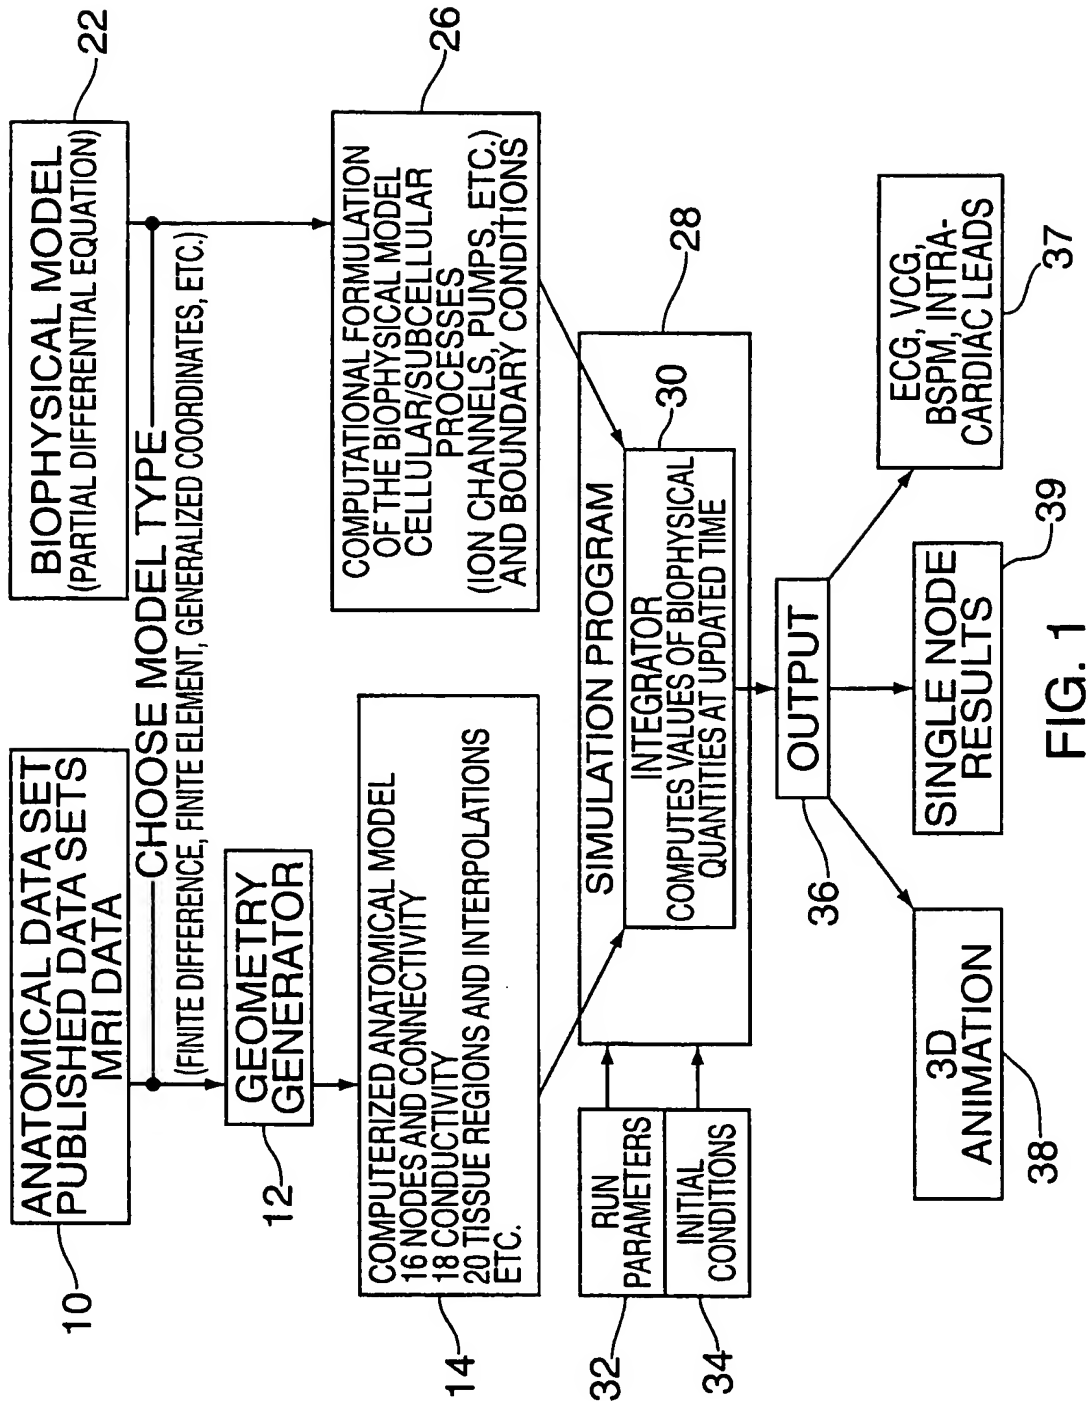 ANATOMICAL DATA SET
PUBLISHED DATA SETS
MRI DATA
10
BIOPHYSICAL MODEL
(PARTIAL DIFFERENTIAL EQUATION)
22
CHOOSE MODEL TYPE
(FINITE DIFFERENCE, FINITE ELEMENT, GENERALIZED COORDINATES, ETC.)
GEOMETRY
GENERATOR
12
COMPUTERIZED ANATOMICAL MODEL
16 NODES AND CONNECTIVITY
18 CONDUCTIVITY
20 TISSUE REGIONS AND INTERPOLATIONS
ETC.
14
COMPUTATIONAL FORMULATION
OF THE BIOPHYSICAL MODEL
CELLULAR/SUBCELLULAR
PROCESSES
(ION CHANNELS, PUMPS, ETC.)
AND BOUNDARY CONDITIONS
26
SIMULATION PROGRAM
28
INTEGRATOR
COMPUTES VALUES OF BIOPHYSICAL
QUANTITIES AT UPDATED TIME
30
RUN
PARAMETERS
32
INITIAL
CONDITIONS
34
OUTPUT
36
3D
ANIMATION
38
SINGLE NODE
RESULTS
39
ECG, VCG,
BSPM, INTRA-
CARDIAC LEADS
37
FIG. 1